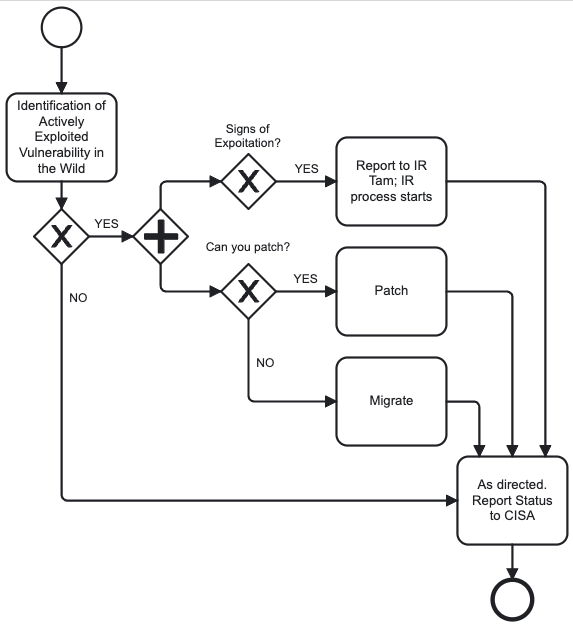 Identification of
Actively
Exploited
Vulnerability in
the Wild
YES
NO
Signs of
Expoitation?
YES
Report to IR
Tam; IR
process starts
Can you patch?
YES
Patch
NO
Migrate
As directed.
Report Status
to CISA